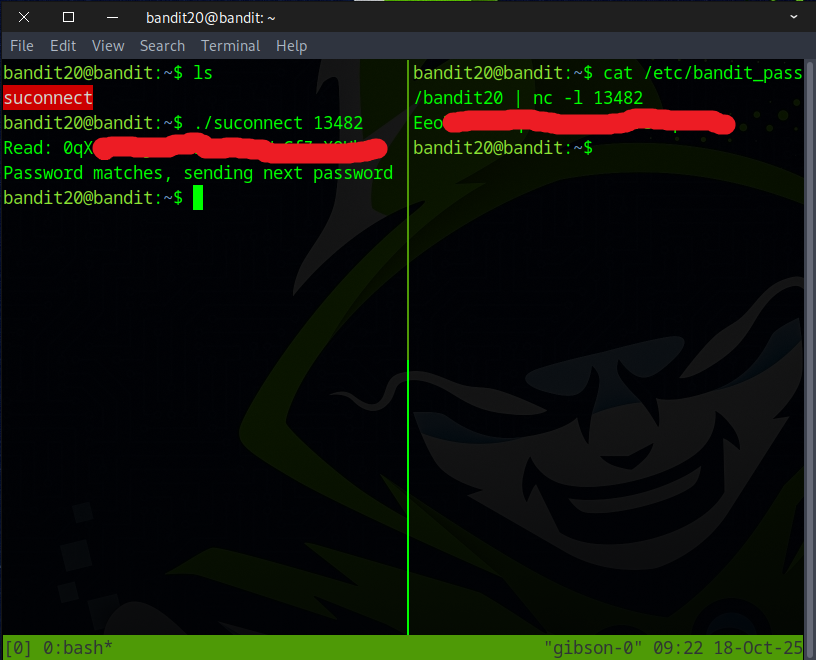 bandit20@bandit: ~
File Edit View Search Terminal Help
bandit20@bandit:~$ ls
suconnect
bandit20@bandit:~$ ./suconnect 13482
Read: 0qX
Password matches, sending next password
bandit20@bandit:~$
bandit20@bandit:~$ cat /etc/bandit_pass
/bandit20 | nc -l 13482
Eeo
bandit20@bandit:~$
[0] 0:bash* "gibson-0" 09:22 18-Oct-25